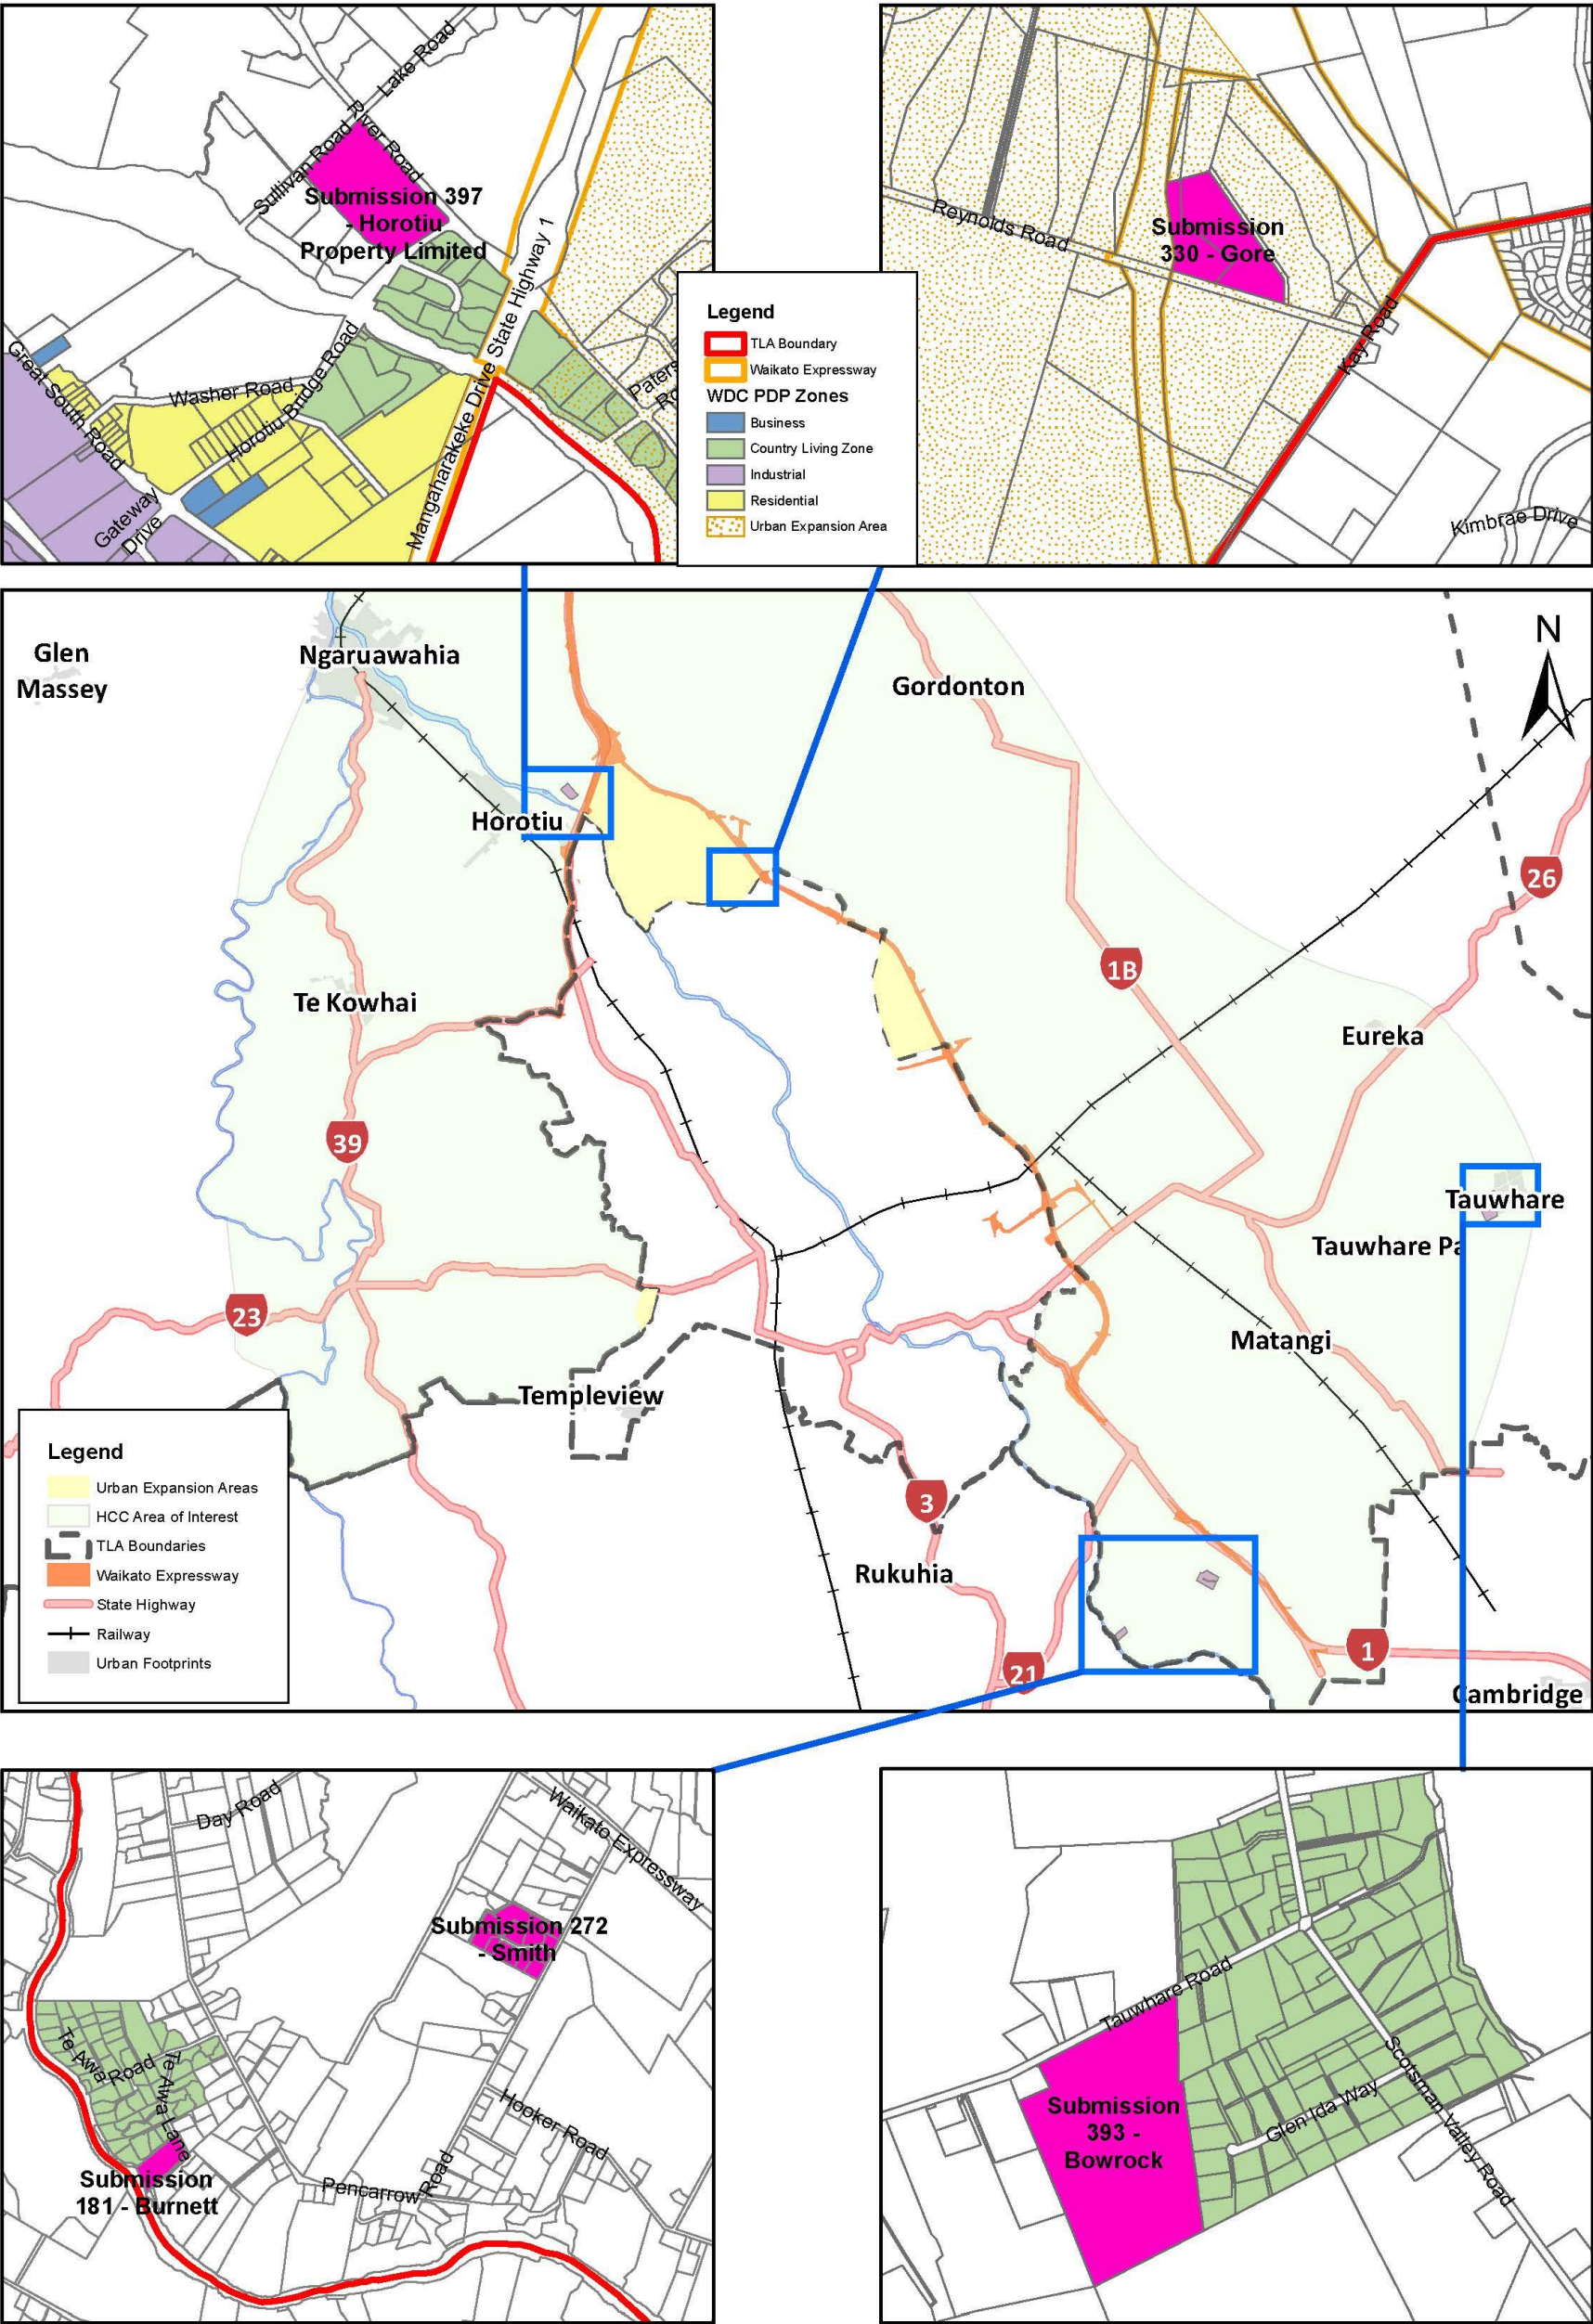 Lake Road
River Road
Sullivan Road
Submission 397
- Horotiu
Property Limited
State Highway 1
Great South Road
Washer Road
Horotiu Bridge Road
Mangaharakeke Drive
Gateway
Drive
Legend
TLA Boundary
Waikato Expressway
WDC PDP Zones
Business
Country Living Zone
Industrial
Residential
Urban Expansion Area
Reynolds Road
Submission
330 - Gore
Kay Road
Kimbrae Drive
Glen
Massey
Ngaruawahia
Gordonton
N
Horotiu
26
1B
Te Kowhai
Eureka
39
Tauwhare
Tauwhare Pa
23
Matangi
Templeview
3
Rukuhia
21
1
Cambridge
Legend
Urban Expansion Areas
HCC Area of Interest
TLA Boundaries
Waikato Expressway
State Highway
Railway
Urban Footprints
Day Road
Waikato Expressway
Submission 272
- Smith
Te Awa Road
Te Awa Lane
Hooker Road
Pencarrow Road
Submission
181 - Burnett
Tauwhare Road
Scotsman Valley Road
Glen Ida Way
Submission
393 -
Bowrock